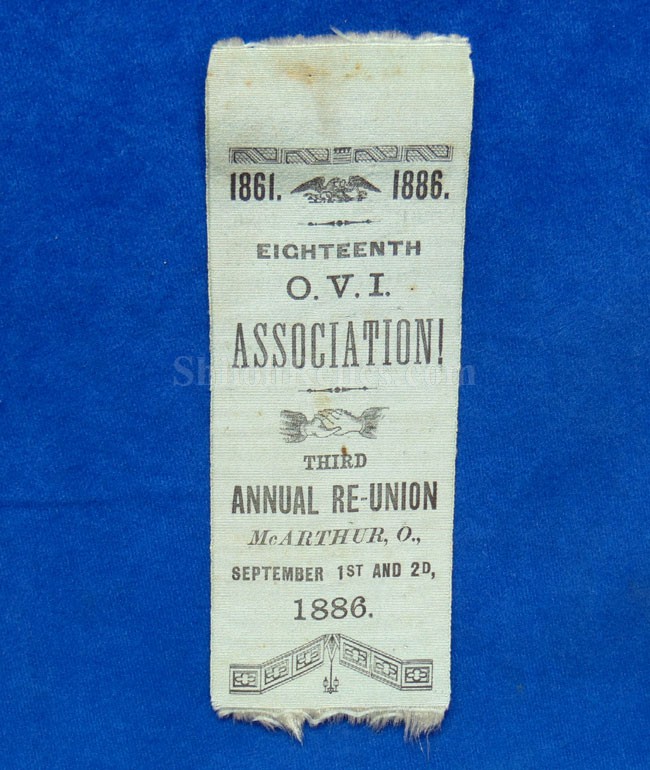 1861. 1886.
EIGHTEENTH
O. V. I.
ASSOCIATION!
THIRD
ANNUAL RE-UNION
McARTHUR, O.,
SEPTEMBER 1ST AND 2D,
1886.